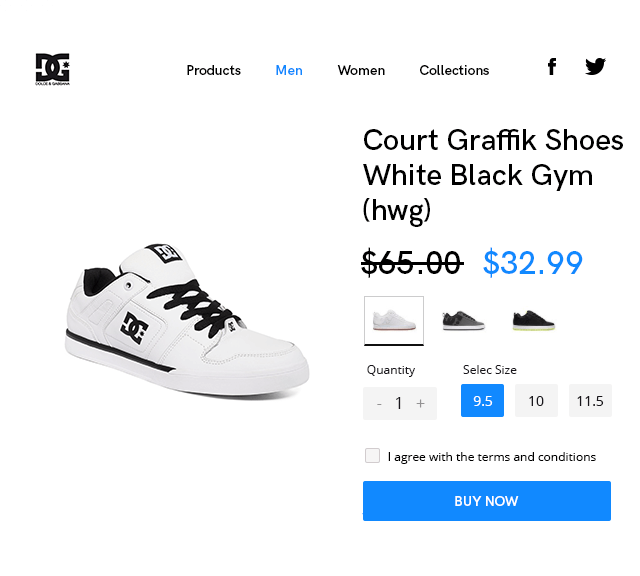 DG
DOLCE & GABBANA
Products Men Women Collections
Court Graffik Shoes
White Black Gym
(hwg)
$65.00 $32.99
Quantity Selec Size
- 1 + 9.5 10 11.5
I agree with the terms and conditions
BUY NOW